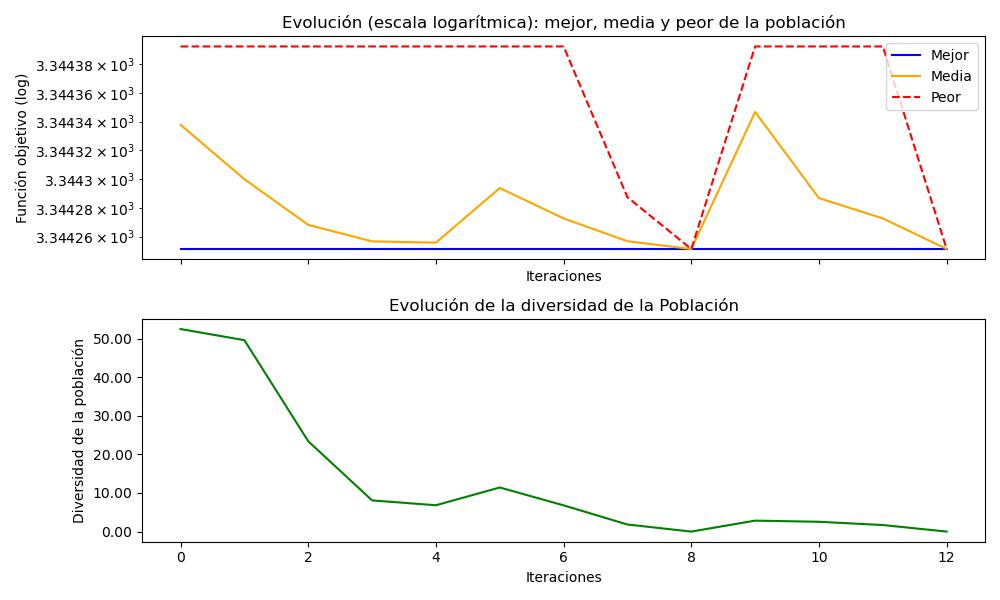 Evolución (escala logarítmica): mejor, media y peor de la población
Función objetivo (log)
3.34438 × 10³
3.34436 × 10³
3.34434 × 10³
3.34432 × 10³
3.3443 × 10³
3.34428 × 10³
3.34426 × 10³
Mejor
Media
Peor
Iteraciones
Evolución de la diversidad de la Población
Diversidad de la población
50.00
40.00
30.00
20.00
10.00
0.00
0 2 4 6 8 10 12
Iteraciones